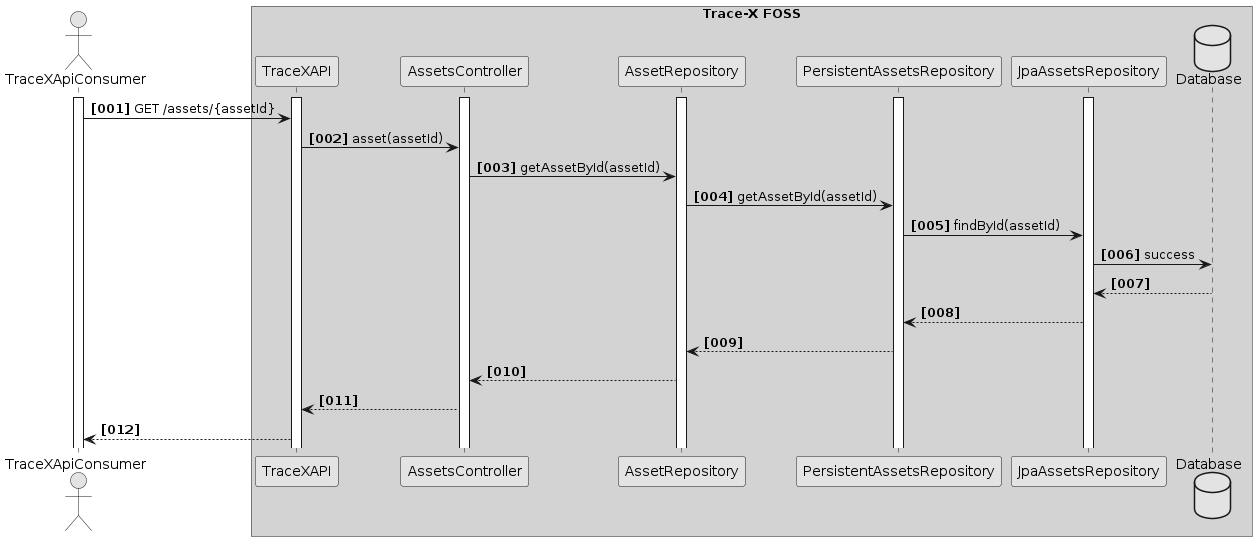 Trace-X FOSS
TraceXApiConsumer
TraceXAPI
AssetsController
AssetRepository
PersistentAssetsRepository
JpaAssetsRepository
Database
[001] GET /assets/{assetId}
[002] asset(assetId)
[003] getAssetById(assetId)
[004] getAssetById(assetId)
[005] findById(assetId)
[006] success
[007]
[008]
[009]
[010]
[011]
[012]
TraceXApiConsumer
TraceXAPI
AssetsController
AssetRepository
PersistentAssetsRepository
JpaAssetsRepository
Database